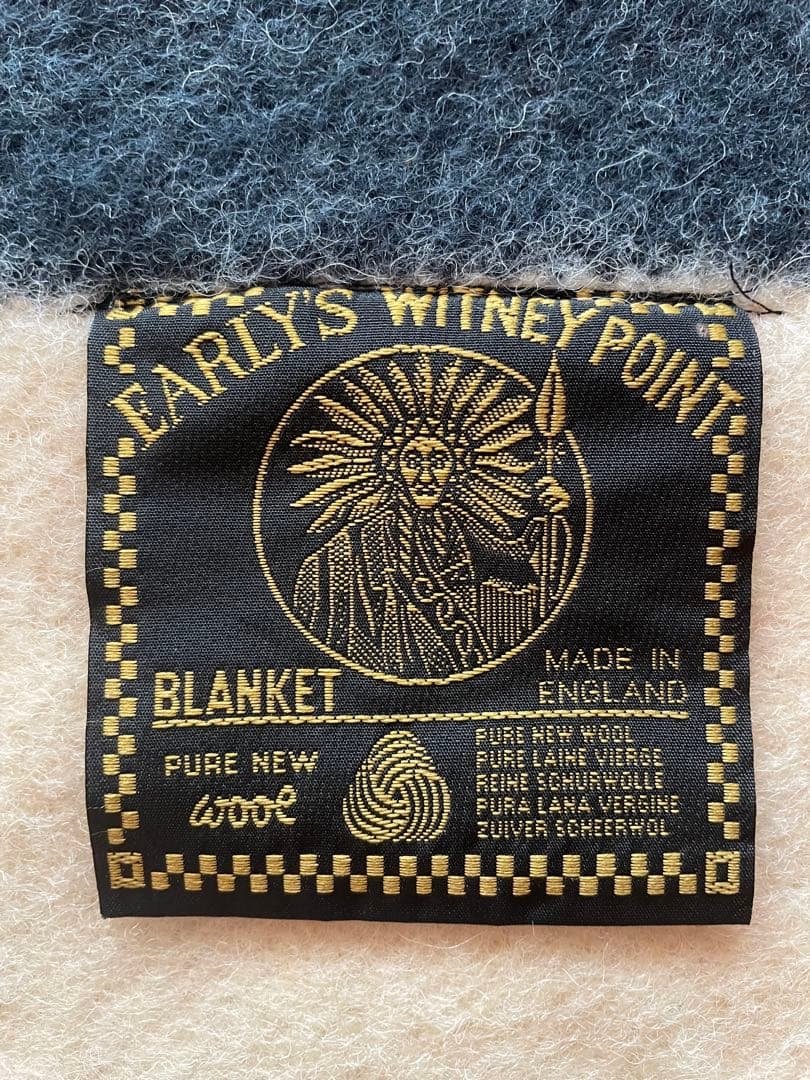 EARLY'S WITNEY POINT
BLANKET
MADE IN
ENGLAND
PURE NEW
wool
PURE NEW WOOL
PURE LAINE VIERGE
REINE SCHURWOLLE
PURA LANA VERGINE
ZUIVER SCHEERWOL